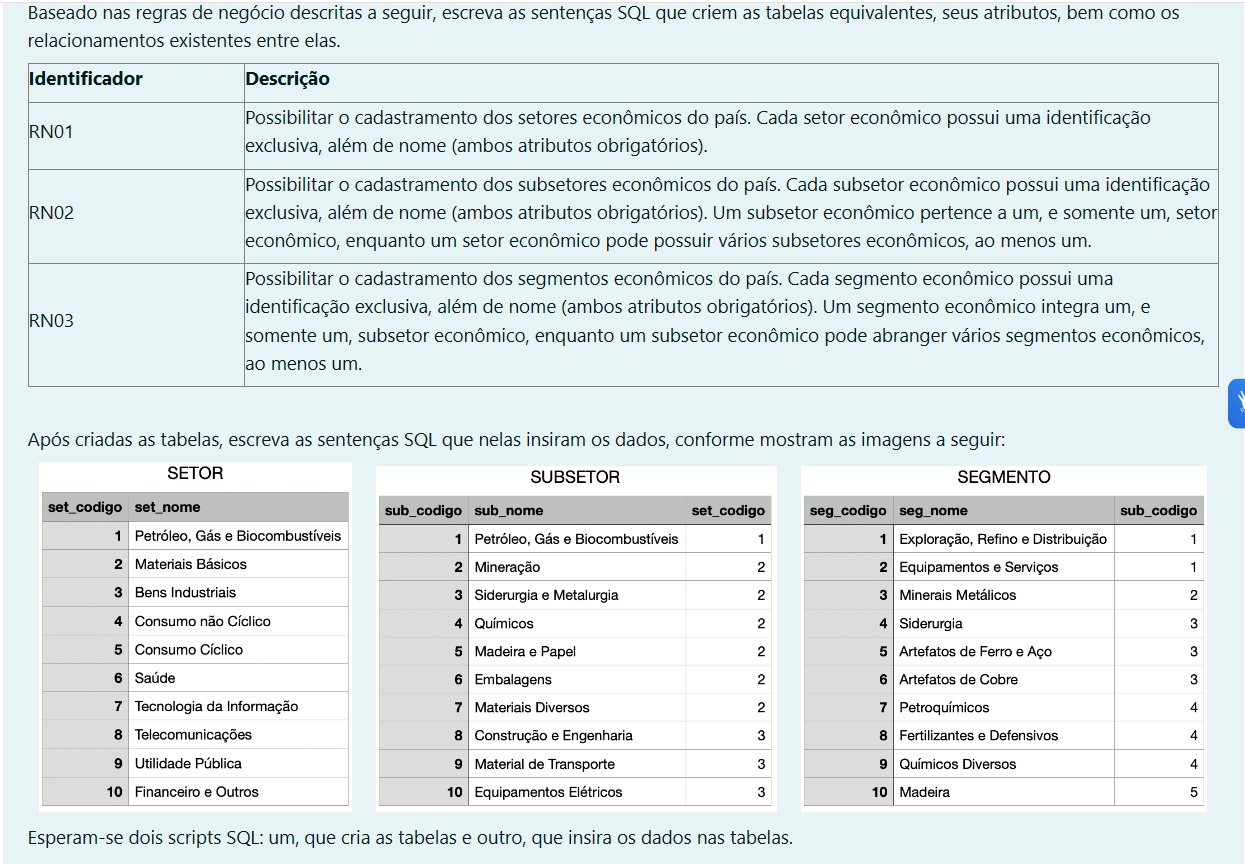 Baseado nas regras de negócio descritas a seguir, escreva as sentenças SQL que criem as tabelas equivalentes, seus atributos, bem como os
relacionamentos existentes entre elas.
Identificador Descrição
RN01
Possibilitar o cadastramento dos setores econômicos do país. Cada setor econômico possui uma identificação
exclusiva, além de nome (ambos atributos obrigatórios).
RN02
Possibilitar o cadastramento dos subsetores econômicos do país. Cada subsetor econômico possui uma identificação
exclusiva, além de nome (ambos atributos obrigatórios). Um subsetor econômico pertence a um, e somente um, setor
econômico, enquanto um setor econômico pode possuir vários subsetores econômicos, ao menos um.
RN03
Possibilitar o cadastramento dos segmentos econômicos do país. Cada segmento econômico possui uma
identificação exclusiva, além de nome (ambos atributos obrigatórios). Um segmento econômico integra um, e
somente um, subsetor econômico, enquanto um subsetor econômico pode abranger vários segmentos econômicos,
ao menos um.
Após criadas as tabelas, escreva as sentenças SQL que nelas insiram os dados, conforme mostram as imagens a seguir:
SETOR
set_codigo set_nome
1 Petróleo, Gás e Biocombustíveis
2 Materiais Básicos
3 Bens Industriais
4 Consumo não Cíclico
5 Consumo Cíclico
6 Saúde
7 Tecnologia da Informação
8 Telecomunicações
9 Utilidade Pública
10 Financeiro e Outros
SUBSETOR
sub_codigo sub_nome set_codigo
1 Petróleo, Gás e Biocombustíveis 1
2 Mineração 2
3 Siderurgia e Metalurgia 2
4 Químicos 2
5 Madeira e Papel 2
6 Embalagens 2
7 Materiais Diversos 2
8 Construção e Engenharia 3
9 Material de Transporte 3
10 Equipamentos Elétricos 3
SEGMENTO
seg_codigo seg_nome sub_codigo
1 Exploração, Refino e Distribuição 1
2 Equipamentos e Serviços 1
3 Minerais Metálicos 2
4 Siderurgia 3
5 Artefatos de Ferro e Aço 3
6 Artefatos de Cobre 3
7 Petroquímicos 4
8 Fertilizantes e Defensivos 4
9 Químicos Diversos 4
10 Madeira 5
Esperam-se dois scripts SQL: um, que cria as tabelas e outro, que insira os dados nas tabelas.